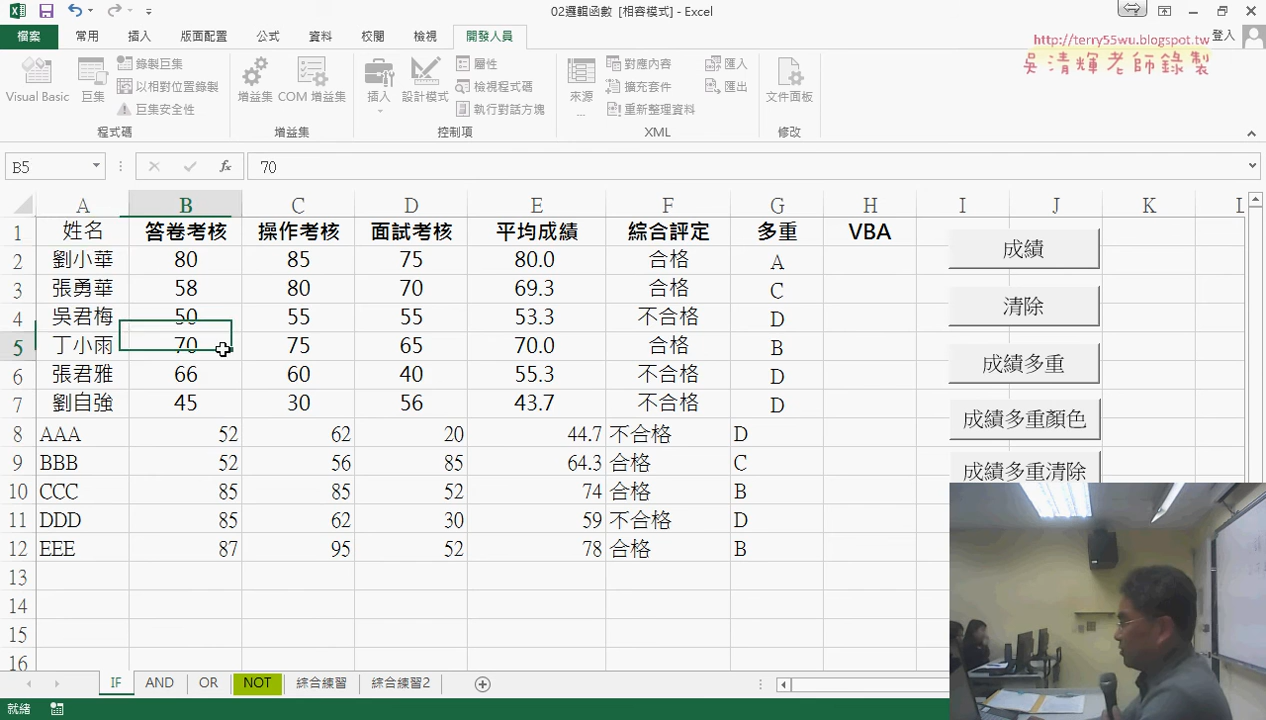 02邏輯函數 [相容模式] - Excel
檔案 常用 插入 版面配置 公式 資料 校閱 檢視 開發人員 登入
http://terry55wu.blogspot.tw
吳清輝老師錄製
Visual Basic 巨集 錄製巨集 以相對位置錄製 巨集安全性 程式碼
增益集 COM 增益集 增益集
插入 設計模式 屬性 檢視程式碼 執行對話方塊 控制項
來源... 對應內容 擴充套件 重新整理資料 匯入 匯出 XML
文件面板 修改
B5 fx 70
A B C D E F G H I J K L
1 姓名 答卷考核 操作考核 面試考核 平均成績 綜合評定 多重 VBA
2 劉小華 80 85 75 80.0 合格 A
3 張勇華 58 80 70 69.3 合格 C
4 吳君梅 50 55 55 53.3 不合格 D
5 丁小雨 70 75 65 70.0 合格 B
6 張君雅 66 60 40 55.3 不合格 D
7 劉自強 45 30 56 43.7 不合格 D
8 AAA 52 62 20 44.7 不合格 D
9 BBB 52 56 85 64.3 合格 C
10 CCC 85 85 52 74 合格 B
11 DDD 85 62 30 59 不合格 D
12 EEE 87 95 52 78 合格 B
13
14
15
16
成績
清除
成績多重
成績多重顏色
成績多重清除
IF AND OR NOT 綜合練習 綜合練習2
就緒